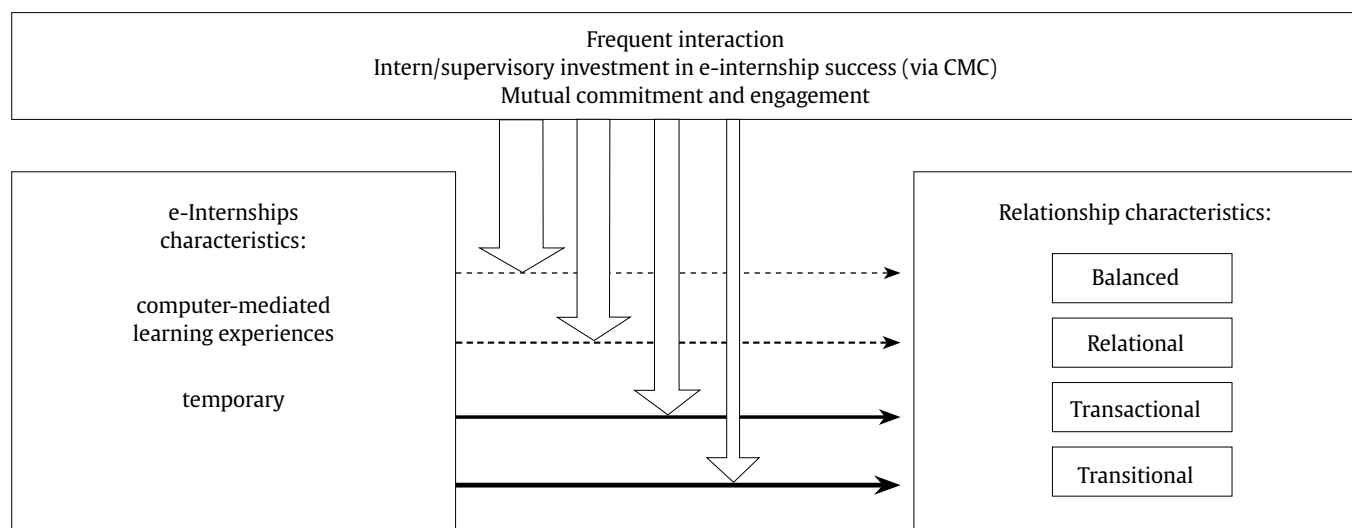 Frequent interaction
Intern/supervisory investment in e-internship success (via CMC)
Mutual commitment and engagement
e-Internships
characteristics:
computer-mediated
learning experiences
temporary
Relationship characteristics:
Balanced
Relational
Transactional
Transitional